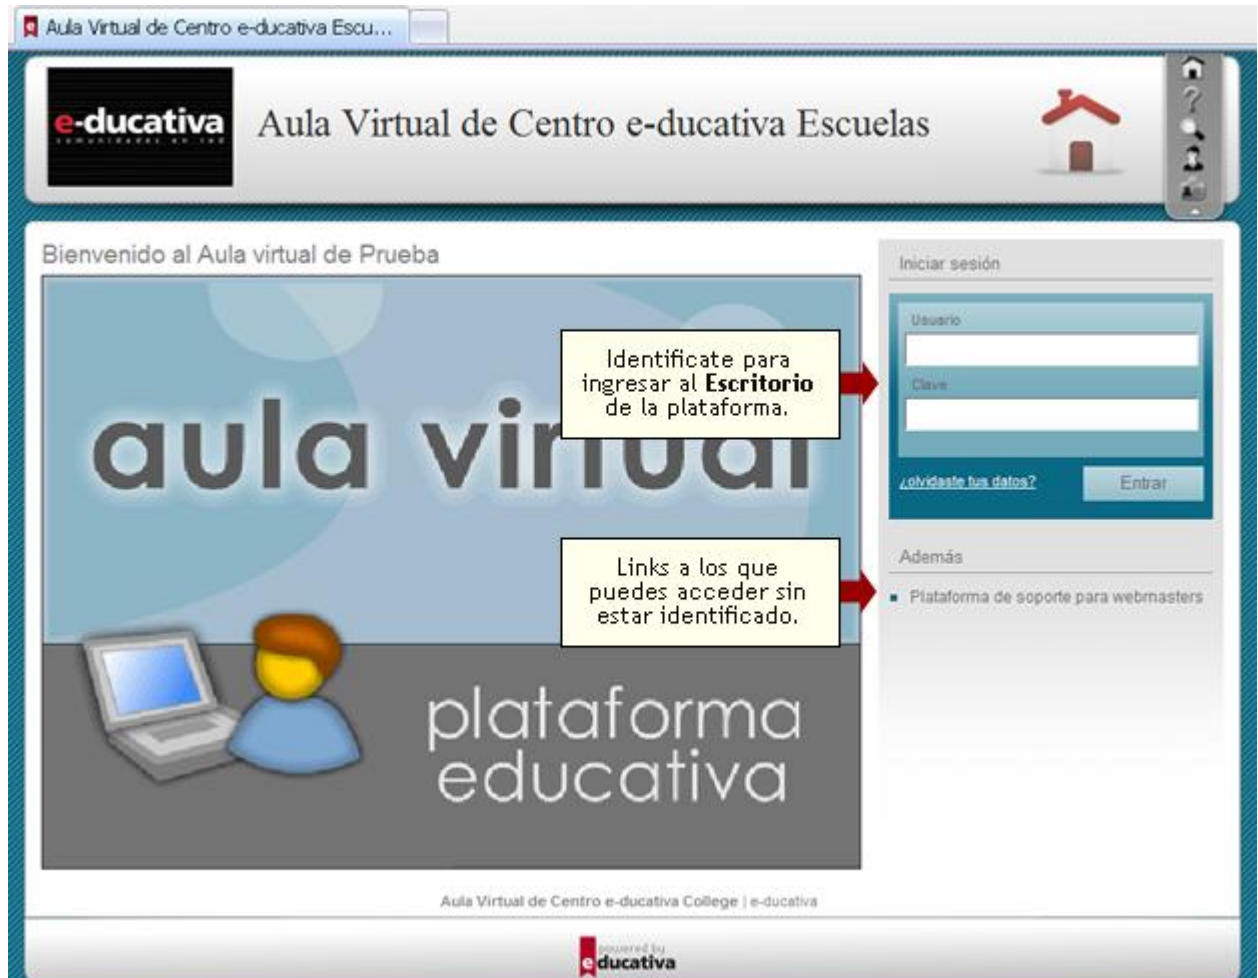 Aula Virtual de Centro e-ducativa Escu...
e-ducativa
comunidades en red
Aula Virtual de Centro e-ducativa Escuelas
Bienvenido al Aula virtual de Prueba
aula virtual
Identificate para
ingresar al Escritorio
de la plataforma.
Links a los que
puedes acceder sin
estar identificado.
plataforma
educativa
Iniciar sesión
Usuario
Clave
¿olvidaste tus datos?
Entrar
Además
Plataforma de soporte para webmasters
Aula Virtual de Centro e-ducativa College | e-ducativa
powered by
educativa